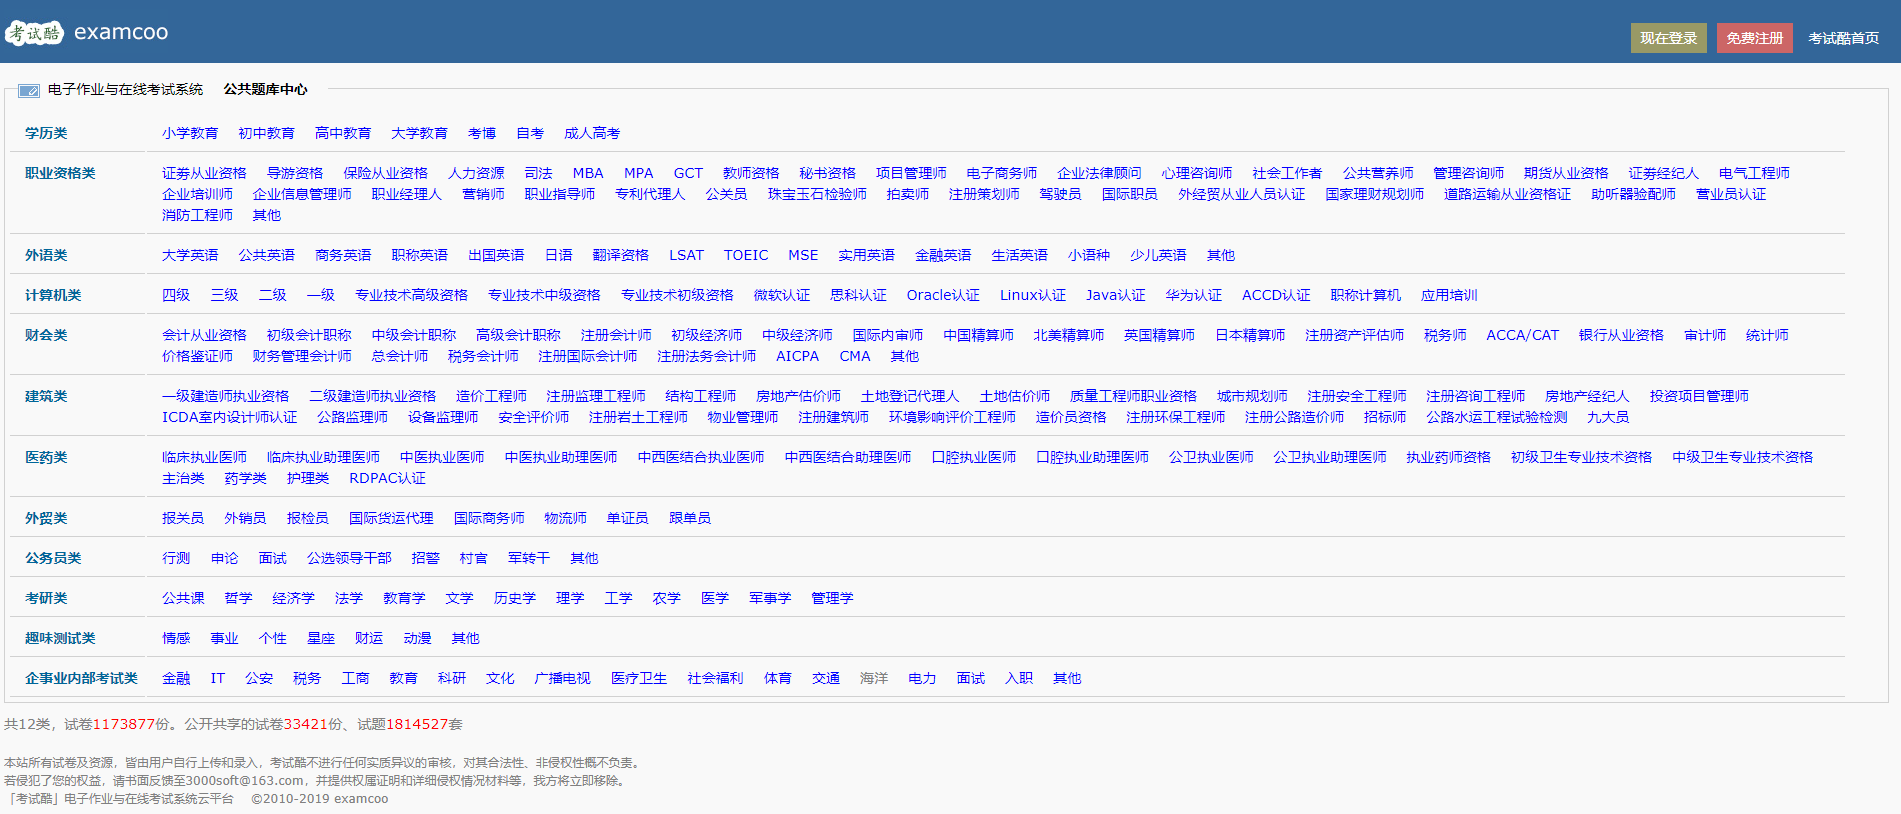 考试酷 examcoo 现在登录 免费注册 考试酷首页
电子作业与在线考试系统 公共题库中心
学历类 小学教育 初中教育 高中教育 大学教育 考博 自考 成人高考
职业资格类 证券从业资格 导游资格 保险从业资格 人力资源 司法 MBA MPA GCT 教师资格 秘书资格 项目管理师 电子商务师 企业法律顾问 心理咨询师 社会工作者 公共营养师 管理咨询师 期货从业资格 证券经纪人 电气工程师
企业培训师 企业信息管理师 职业经理人 营销师 职业指导师 专利代理人 公关员 珠宝玉石检验师 拍卖师 注册策划师 驾驶员 国际职员 外经贸从业人员认证 国家理财规划师 道路运输从业资格证 助听器验配师 营业员认证
消防工程师 其他
外语类 大学英语 公共英语 商务英语 职称英语 出国英语 日语 翻译资格 LSAT TOEIC MSE 实用英语 金融英语 生活英语 小语种 少儿英语 其他
计算机类 四级 三级 二级 一级 专业技术高级资格 专业技术中级资格 专业技术初级资格 微软认证 思科认证 Oracle认证 Linux认证 Java认证 华为认证 ACCD认证 职称计算机 应用培训
财会类 会计从业资格 初级会计职称 中级会计职称 高级会计职称 注册会计师 初级经济师 中级经济师 国际内审师 中国精算师 北美精算师 英国精算师 日本精算师 注册资产评估师 税务师 ACCA/CAT 银行从业资格 审计师 统计师
价格鉴证师 财务管理会计师 总会计师 税务会计师 注册国际会计师 注册法务会计师 AICPA CMA 其他
建筑类 一级建造师执业资格 二级建造师执业资格 造价工程师 注册监理工程师 结构工程师 房地产估价师 土地登记代理人 土地估价师 质量工程师职业资格 城市规划师 注册安全工程师 注册咨询工程师 房地产经纪人 投资项目管理师
ICDA室内设计师认证 公路监理师 设备监理师 安全评价师 注册岩土工程师 物业管理师 注册建筑师 环境影响评价工程师 造价员资格 注册环保工程师 注册公路造价师 招标师 公路水运工程试验检测 九大员
医药类 临床执业医师 临床执业助理医师 中医执业医师 中医执业助理医师 中西医结合执业医师 中西医结合助理医师 口腔执业医师 口腔执业助理医师 公卫执业医师 公卫执业助理医师 执业药师资格 初级卫生专业技术资格 中级卫生专业技术资格
主治类 药学类 护理类 RDPAC认证
外贸类 报关员 外销员 报检员 国际货运代理 国际商务师 物流师 单证员 跟单员
公务员类 行测 申论 面试 公选领导干部 招警 村官 军转干 其他
考研类 公共课 哲学 经济学 法学 教育学 文学 历史学 理学 工学 农学 医学 军事学 管理学
趣味测试类 情感 事业 个性 星座 财运 动漫 其他
企事业内部考试类 金融 IT 公安 税务 工商 教育 科研 文化 广播电视 医疗卫生 社会福利 体育 交通 海洋 电力 面试 入职 其他
共12类，试卷1173877份。公开共享的试卷33421份、试题1814527套
本站所有试卷及资源，皆由用户自行上传和录入，考试酷不进行任何实质异议的审核，对其合法性、非侵权性概不负责。
若侵犯了您的权益，请书面反馈至3000soft@163.com，并提供权属证明和详细侵权情况材料等，我方将立即移除。
「考试酷」电子作业与在线考试系统云平台 ©2010-2019 examcoo